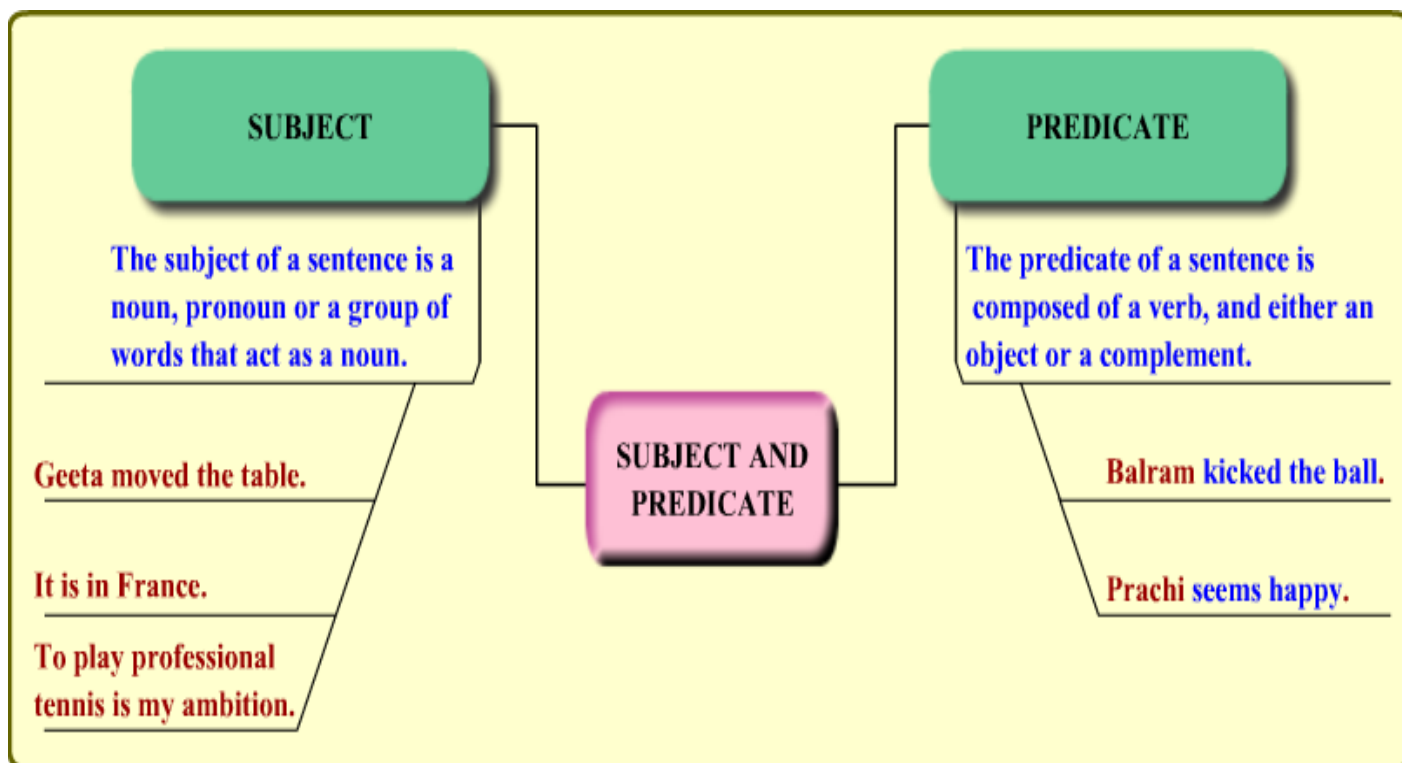 SUBJECT
The subject of a sentence is a
noun, pronoun or a group of
words that act as a noun.
Geeta moved the table.
It is in France.
To play professional
tennis is my ambition.
SUBJECT AND
PREDICATE
PREDICATE
The predicate of a sentence is
composed of a verb, and either an
object or a complement.
Balram kicked the ball.
Prachi seems happy.